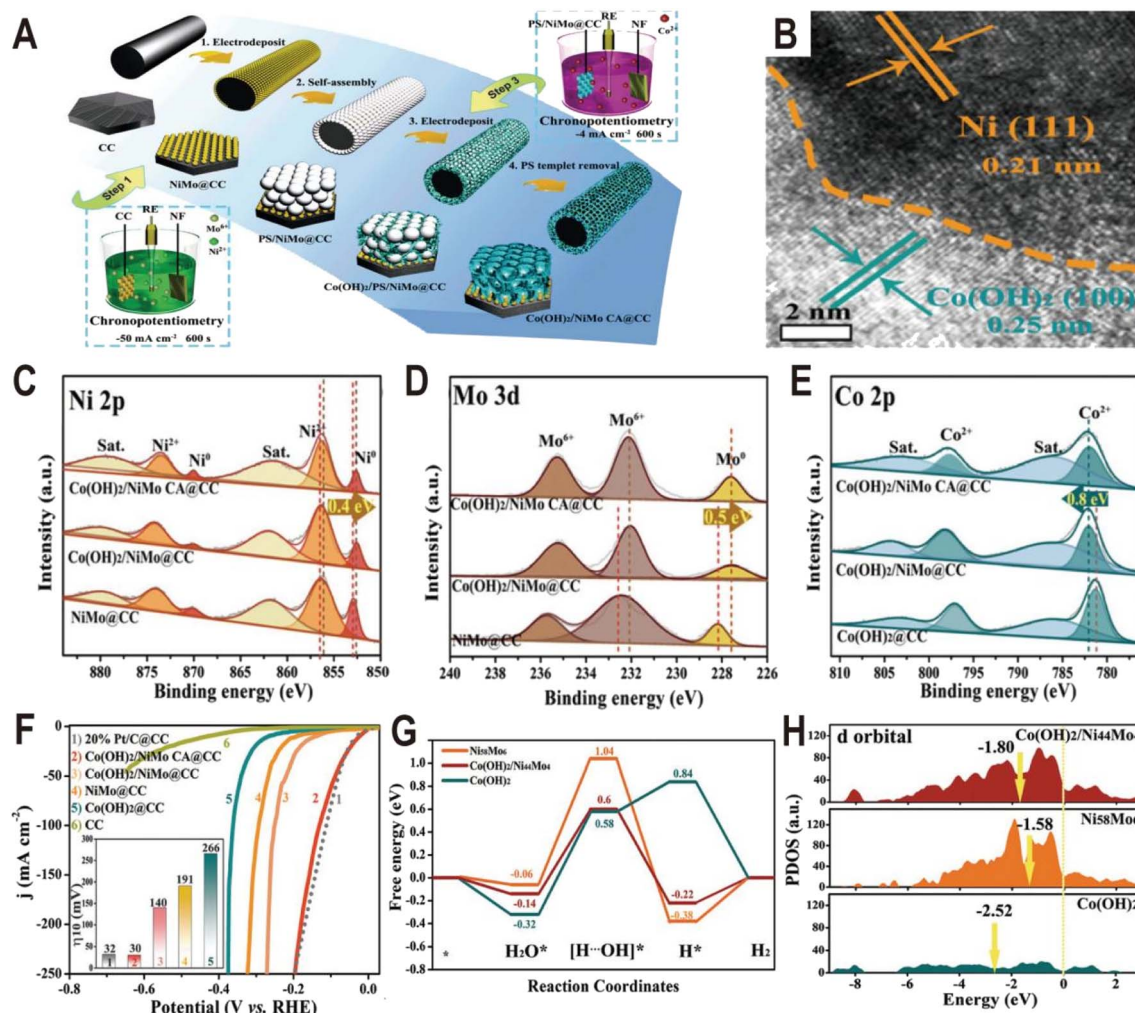 A
1. Electrodeposit
2. Self-assembly
3. Electrodeposit
4. PS templet removal
CC
NiMo@CC
PS/NiMo@CC
Co(OH)₂/PS/NiMo@CC
Co(OH)₂/NiMo CA@CC
Step 1
CC RE NF
Mo⁶⁺
Ni²⁺
Chronopotentiometry
-50 mA cm⁻² 600 s
Step 3
PS/NiMo@CC RE NF
Co²⁺
Chronopotentiometry
-4 mA cm⁻² 600 s
B
Ni (111)
0.21 nm
Co(OH)₂ (100)
0.25 nm
2 nm
C
Ni 2p
Sat. Ni²⁺ Ni⁰ Sat. Ni²⁺ Ni⁰
Co(OH)₂/NiMo CA@CC
0.4 eV
Co(OH)₂/NiMo@CC
NiMo@CC
Intensity (a.u.)
880 875 870 865 860 855 850
Binding energy (eV)
D
Mo 3d
Mo⁶⁺ Mo⁶⁺ Mo⁰
Co(OH)₂/NiMo CA@CC
0.5 eV
Co(OH)₂/NiMo@CC
NiMo@CC
Intensity (a.u.)
240 238 236 234 232 230 228 226
Binding energy (eV)
E
Co 2p
Sat. Co²⁺ Sat. Co²⁺
Co(OH)₂/NiMo CA@CC
0.8 eV
Co(OH)₂/NiMo@CC
Co(OH)₂@CC
Intensity (a.u.)
810 805 800 795 790 785 780
Binding energy (eV)
F
1) 20% Pt/C@CC
2) Co(OH)₂/NiMo CA@CC
3) Co(OH)₂/NiMo@CC
4) NiMo@CC
5) Co(OH)₂@CC
6) CC
6
5 4 3 2 1
j (mA cm⁻²)
0
-50
-100
-150
-200
-250
η10 (mV)
350
300
250
200
150
100
50
0
32 30 140 191 266
1 2 3 4 5
-0.8 -0.6 -0.4 -0.2 0.0
Potential (V vs. RHE)
G
Ni₅₈Mo₆
Co(OH)₂/Ni₄₄Mo₄
Co(OH)₂
1.04
0.84
0.6
0.58
-0.06
-0.14
-0.32
-0.22
-0.38
Free energy (eV)
1.2
1.0
0.8
0.6
0.4
0.2
0.0
-0.2
-0.4
-0.6
-0.8
* H₂O* [H···OH]* H* H₂
Reaction Coordinates
H
d orbital
Co(OH)₂/Ni₄₄Mo₄
-1.80
Ni₅₈Mo₆
-1.58
Co(OH)₂
-2.52
PDOS (a.u.)
120
80
40
0
120
80
40
0
120
80
40
0
-8 -6 -4 -2 0 2
Energy (eV)